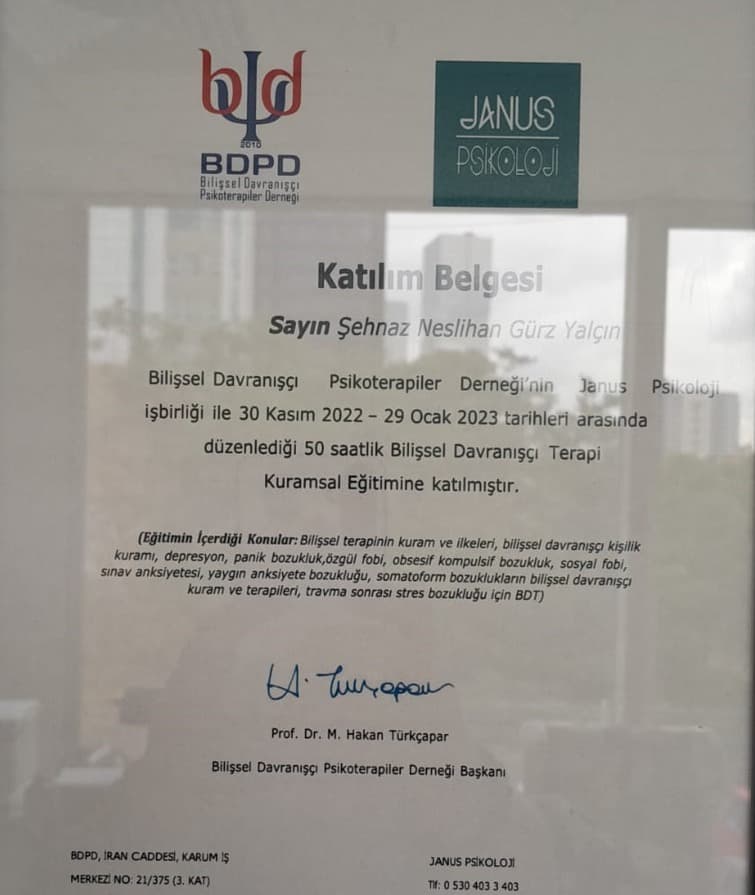 bd
2010
BDPD
Bilişsel Davranışçı
Psikoterapiler Derneği
JANUS
PSİKOLOJİ
Katılım Belgesi
Sayın Şehnaz Neslihan Gürz Yalçın
Bilişsel Davranışçı Psikoterapiler Derneği'nin Janus Psikoloji
işbirliği ile 30 Kasım 2022 – 29 Ocak 2023 tarihleri arasında
düzenlediği 50 saatlik Bilişsel Davranışçı Terapi
Kuramsal Eğitimine katılmıştır.
(Eğitimin İçerdiği Konular: Bilişsel terapinin kuram ve ilkeleri, bilişsel davranışçı kişilik
kuramı, depresyon, panik bozukluk,özgül fobi, obsesif kompulsif bozukluk, sosyal fobi,
sınav anksiyetesi, yaygın anksiyete bozukluğu, somatoform bozuklukların bilişsel davranışçı
kuram ve terapileri, travma sonrası stres bozukluğu için BDT)
H. Türkçapar
Prof. Dr. M. Hakan Türkçapar
Bilişsel Davranışçı Psikoterapiler Derneği Başkanı
BDPD, İRAN CADDESİ, KARUM İŞ
MERKEZİ NO: 21/375 (3. KAT)
JANUS PSİKOLOJİ
Tlf: 0 530 403 3 403